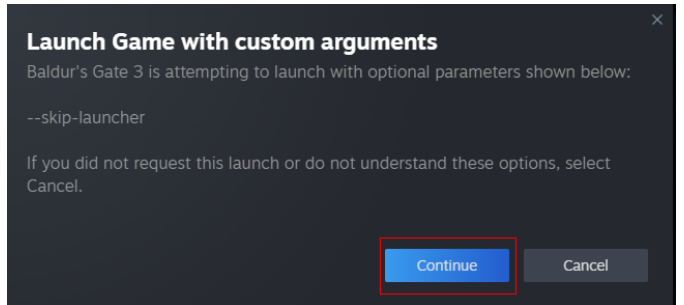 Launch Game with custom arguments
Baldur's Gate 3 is attempting to launch with optional parameters shown below:
--skip-launcher
If you did not request this launch or do not understand these options, select
Cancel.
Continue
Cancel